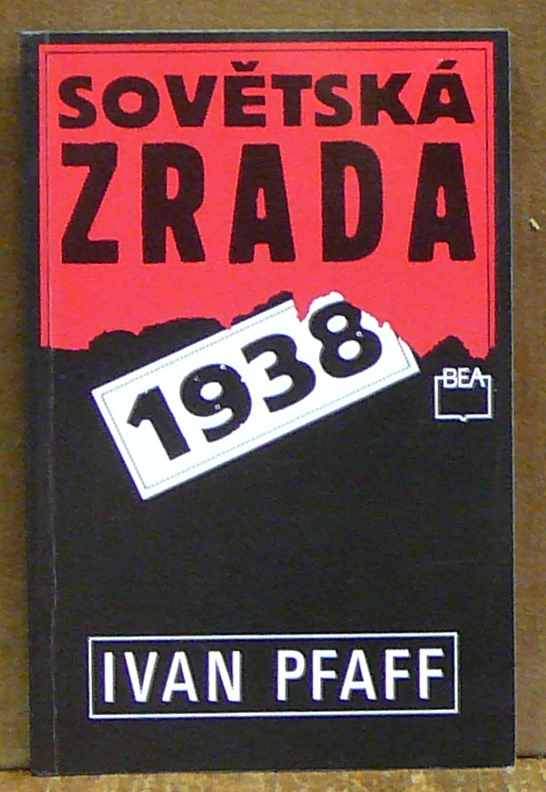 SOVĚTSKÁ
ZRADA
1938
BEA
IVAN PFAFF